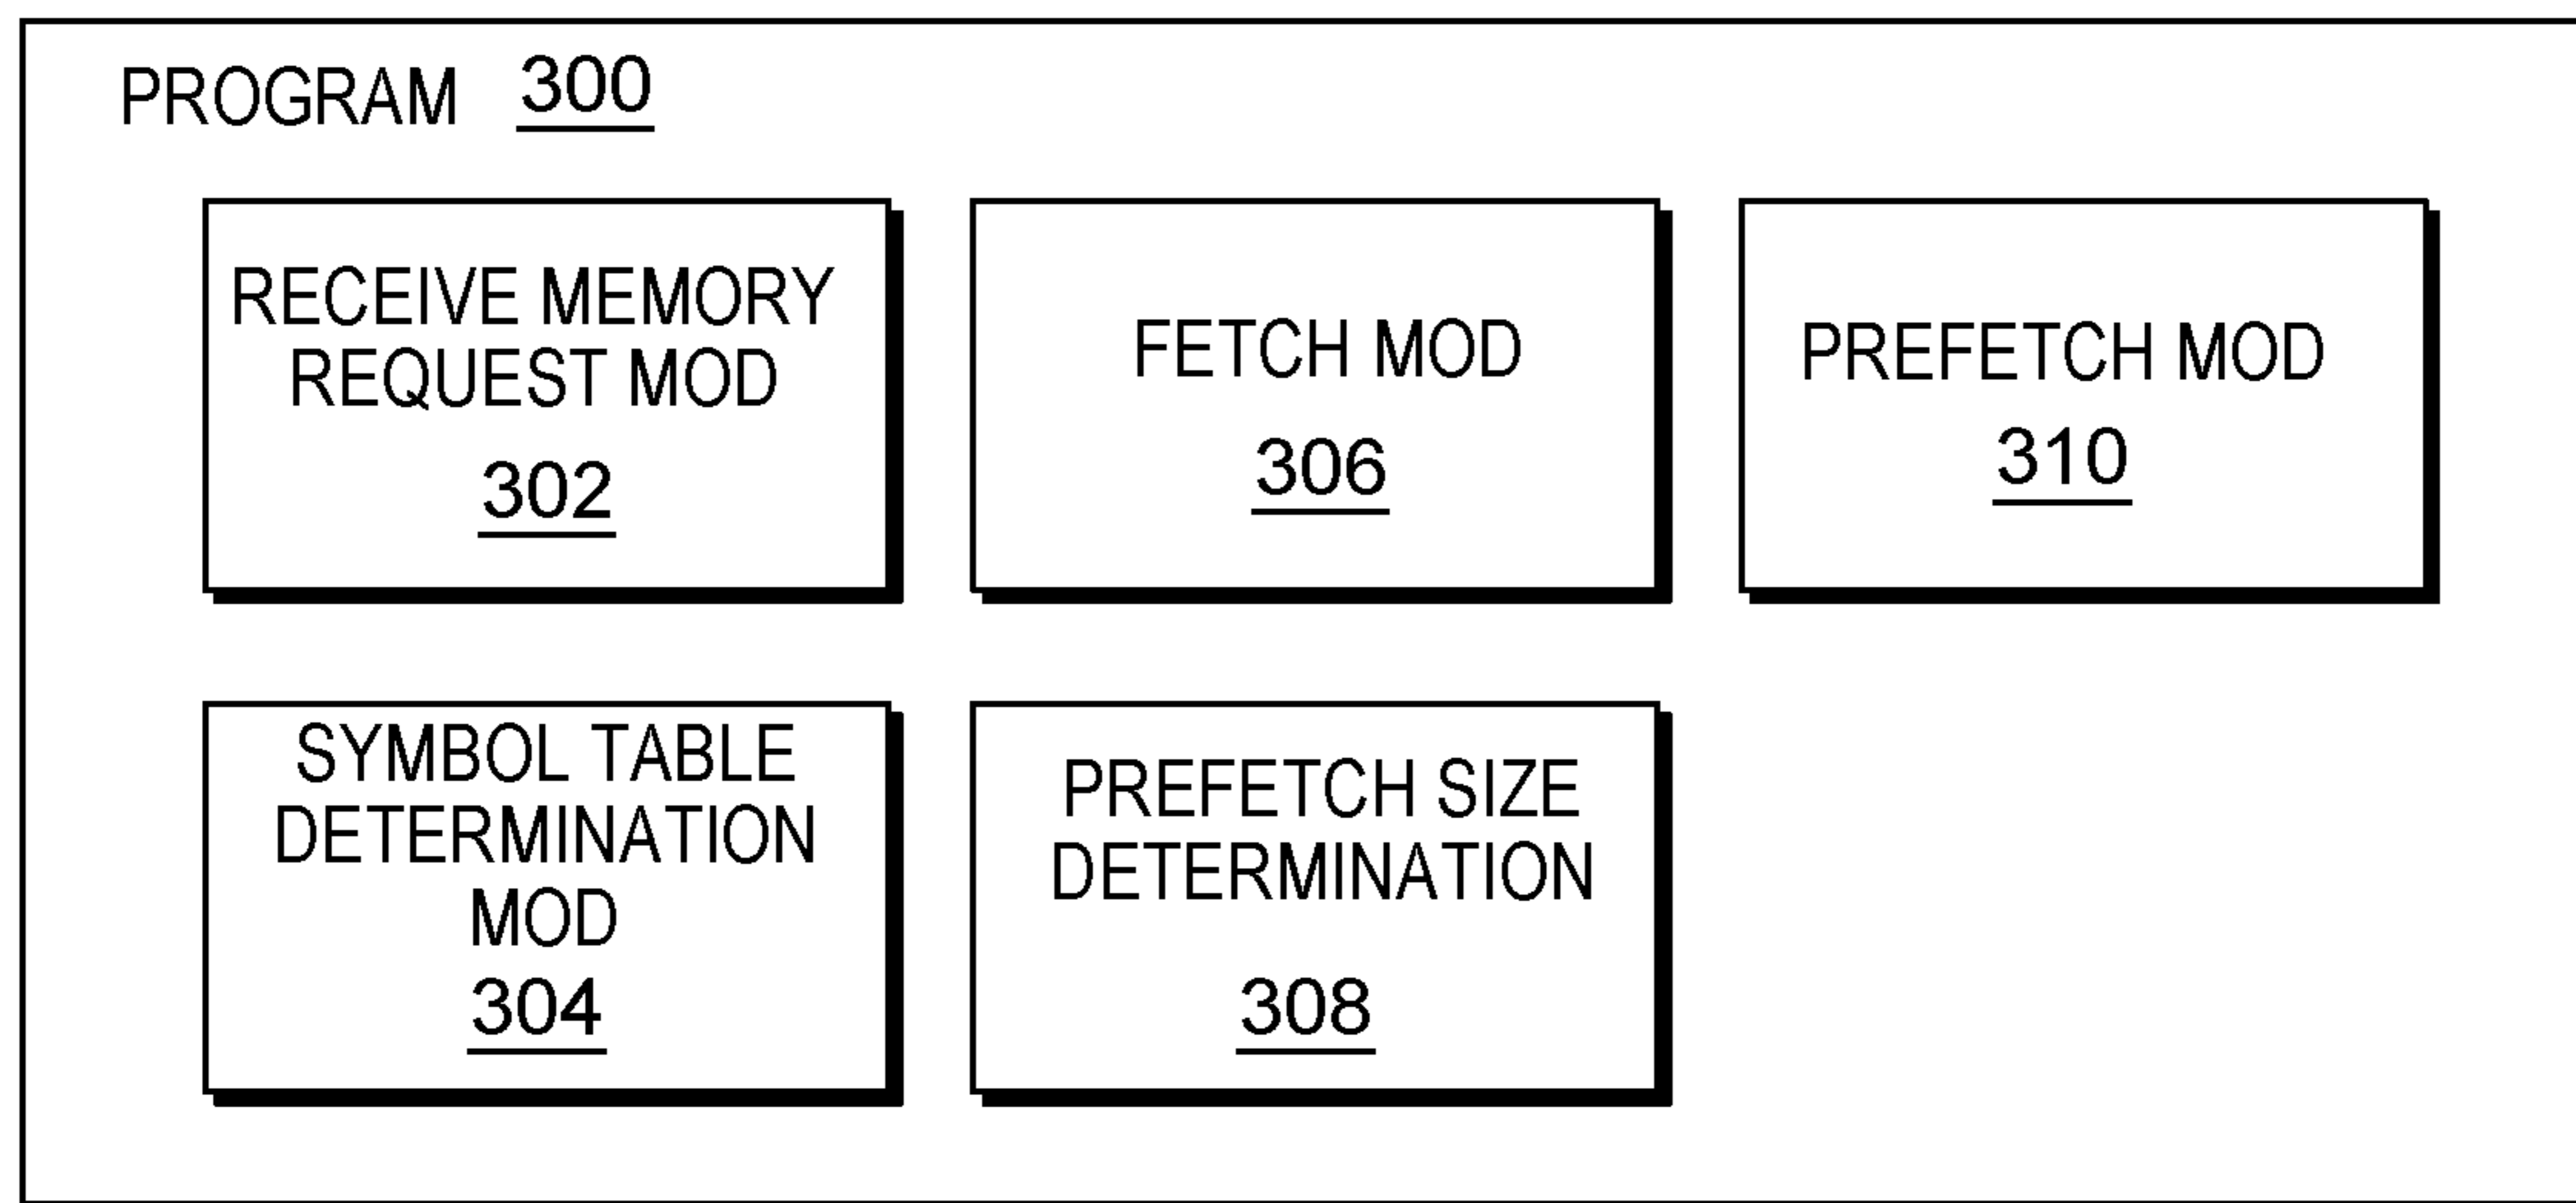 PROGRAM 300
RECEIVE MEMORY
REQUEST MOD
302
FETCH MOD
306
PREFETCH MOD
310
SYMBOL TABLE
DETERMINATION
MOD
304
PREFETCH SIZE
DETERMINATION
308